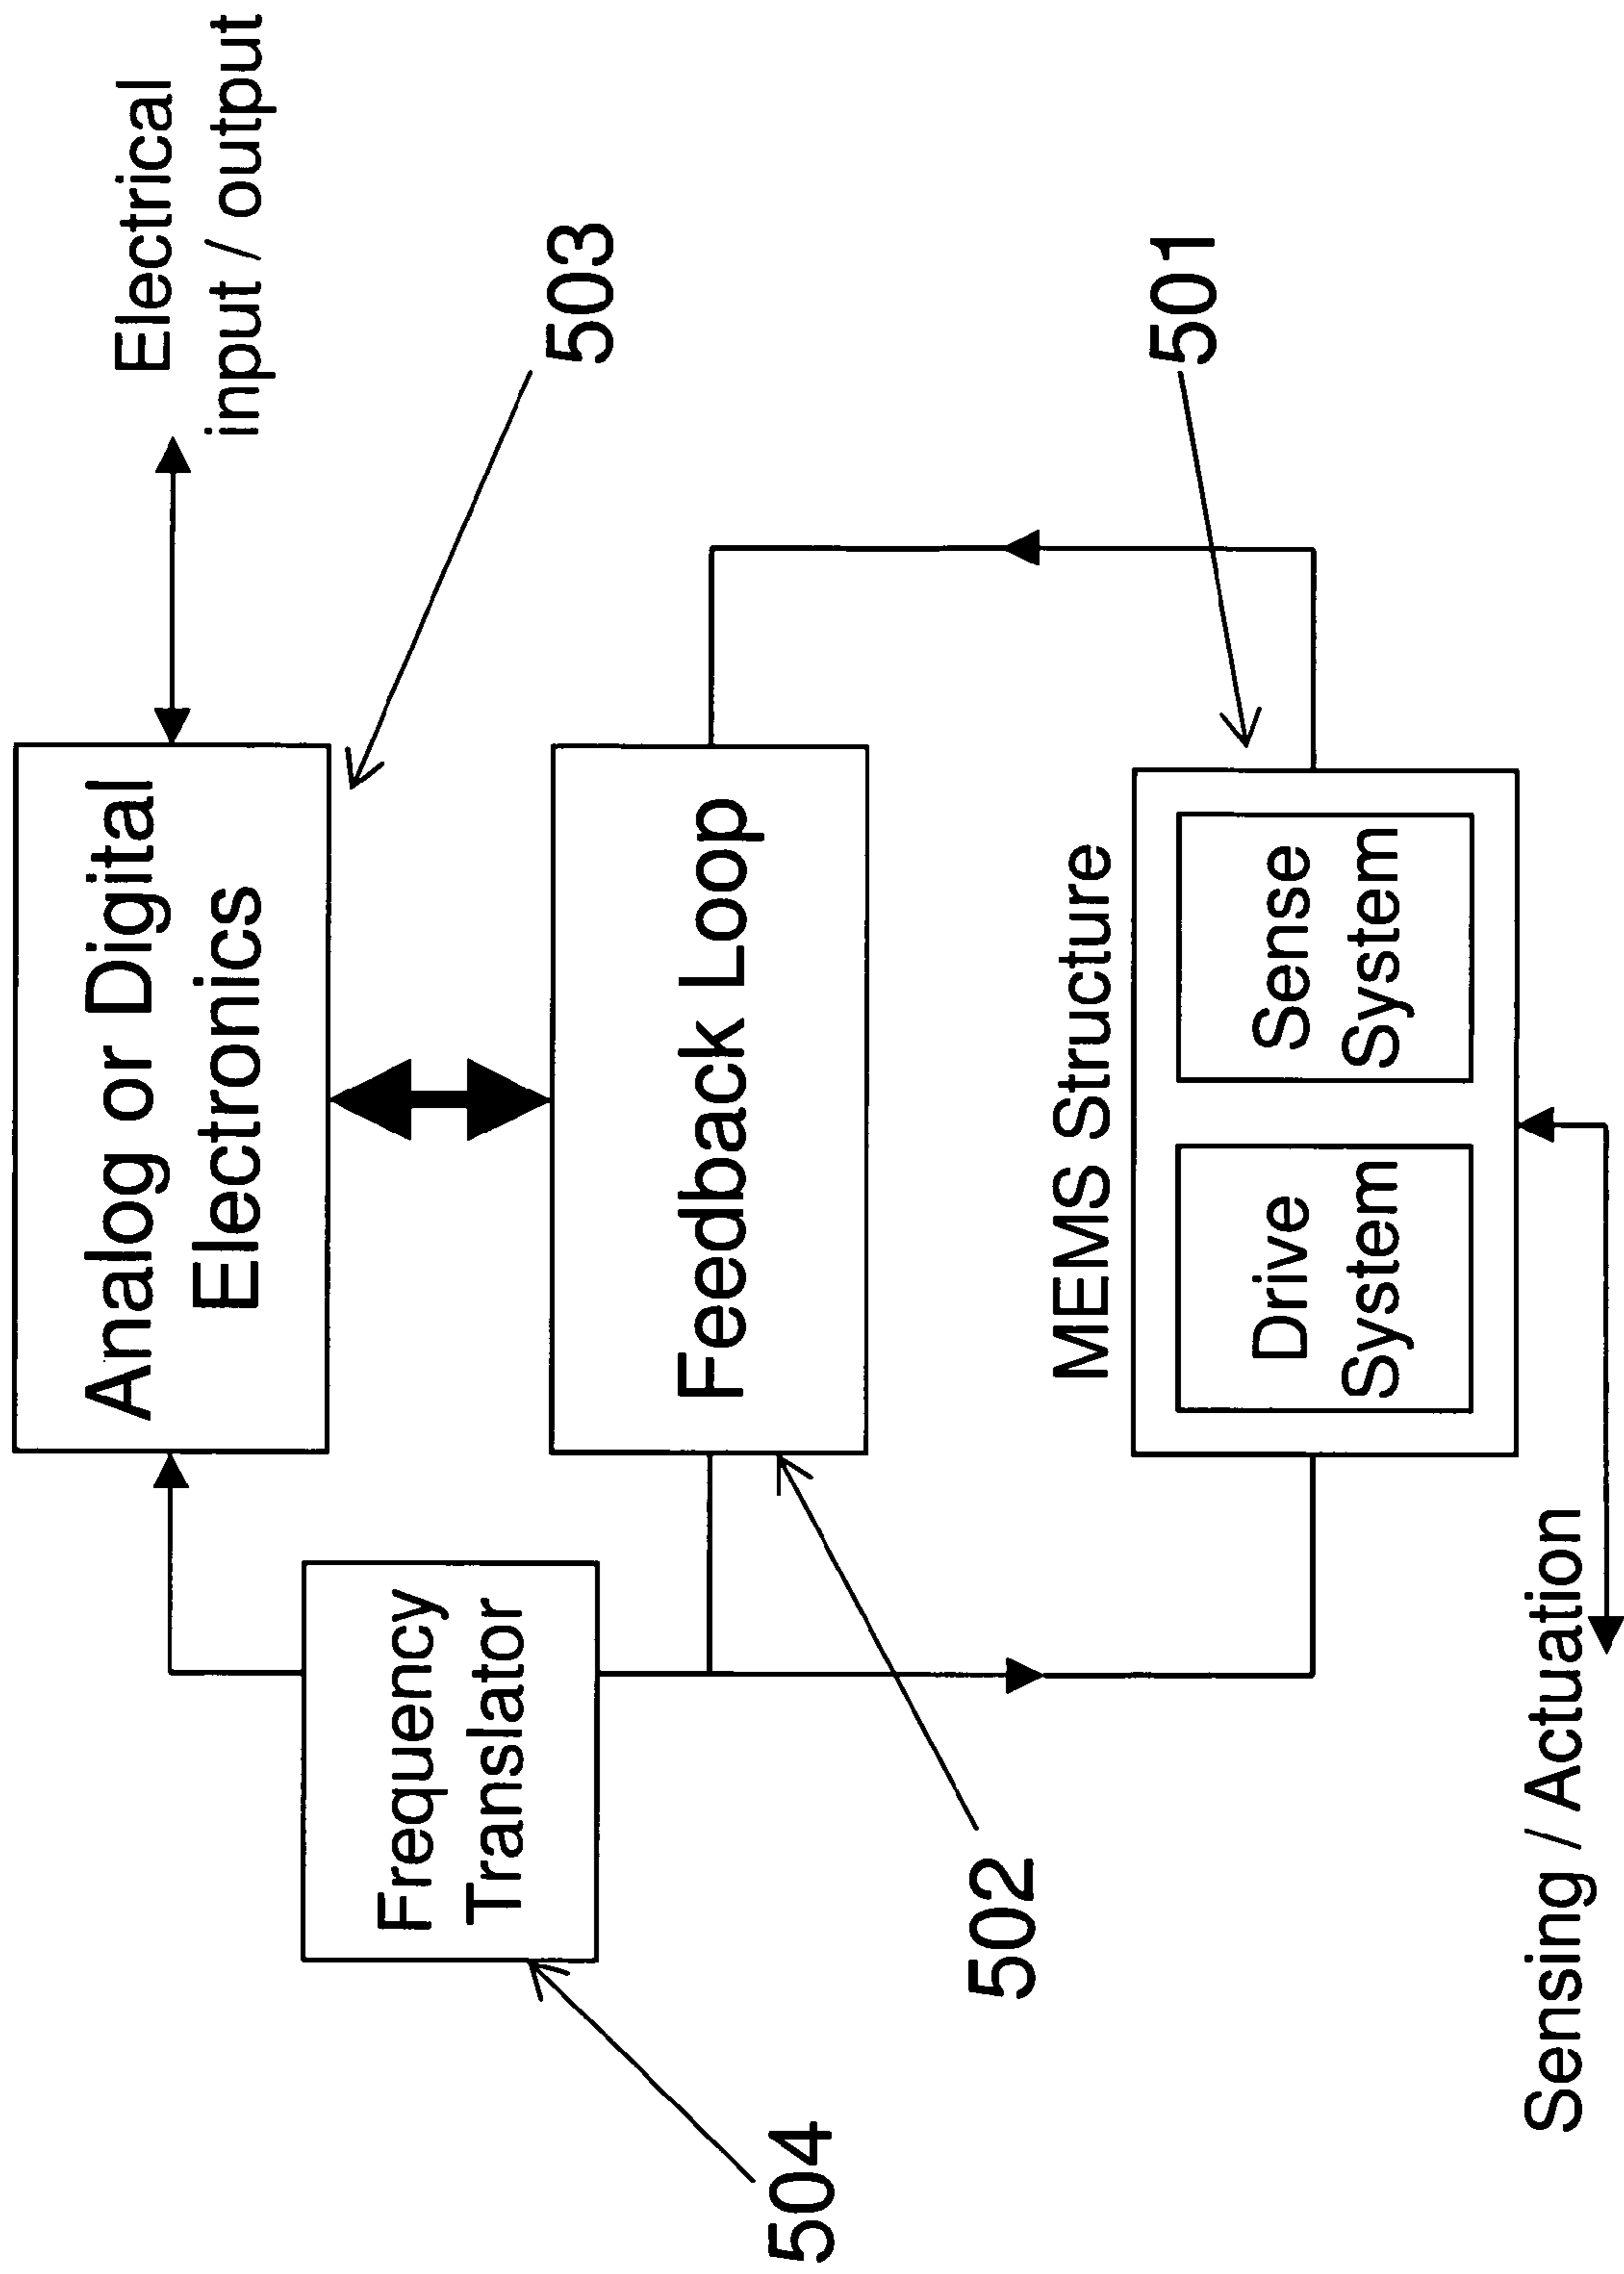 Electrical
input / output
Analog or Digital
Electronics
503
Frequency
Translator
504
Feedback Loop
502
MEMS Structure
501
Drive
System
Sense
System
Sensing / Actuation